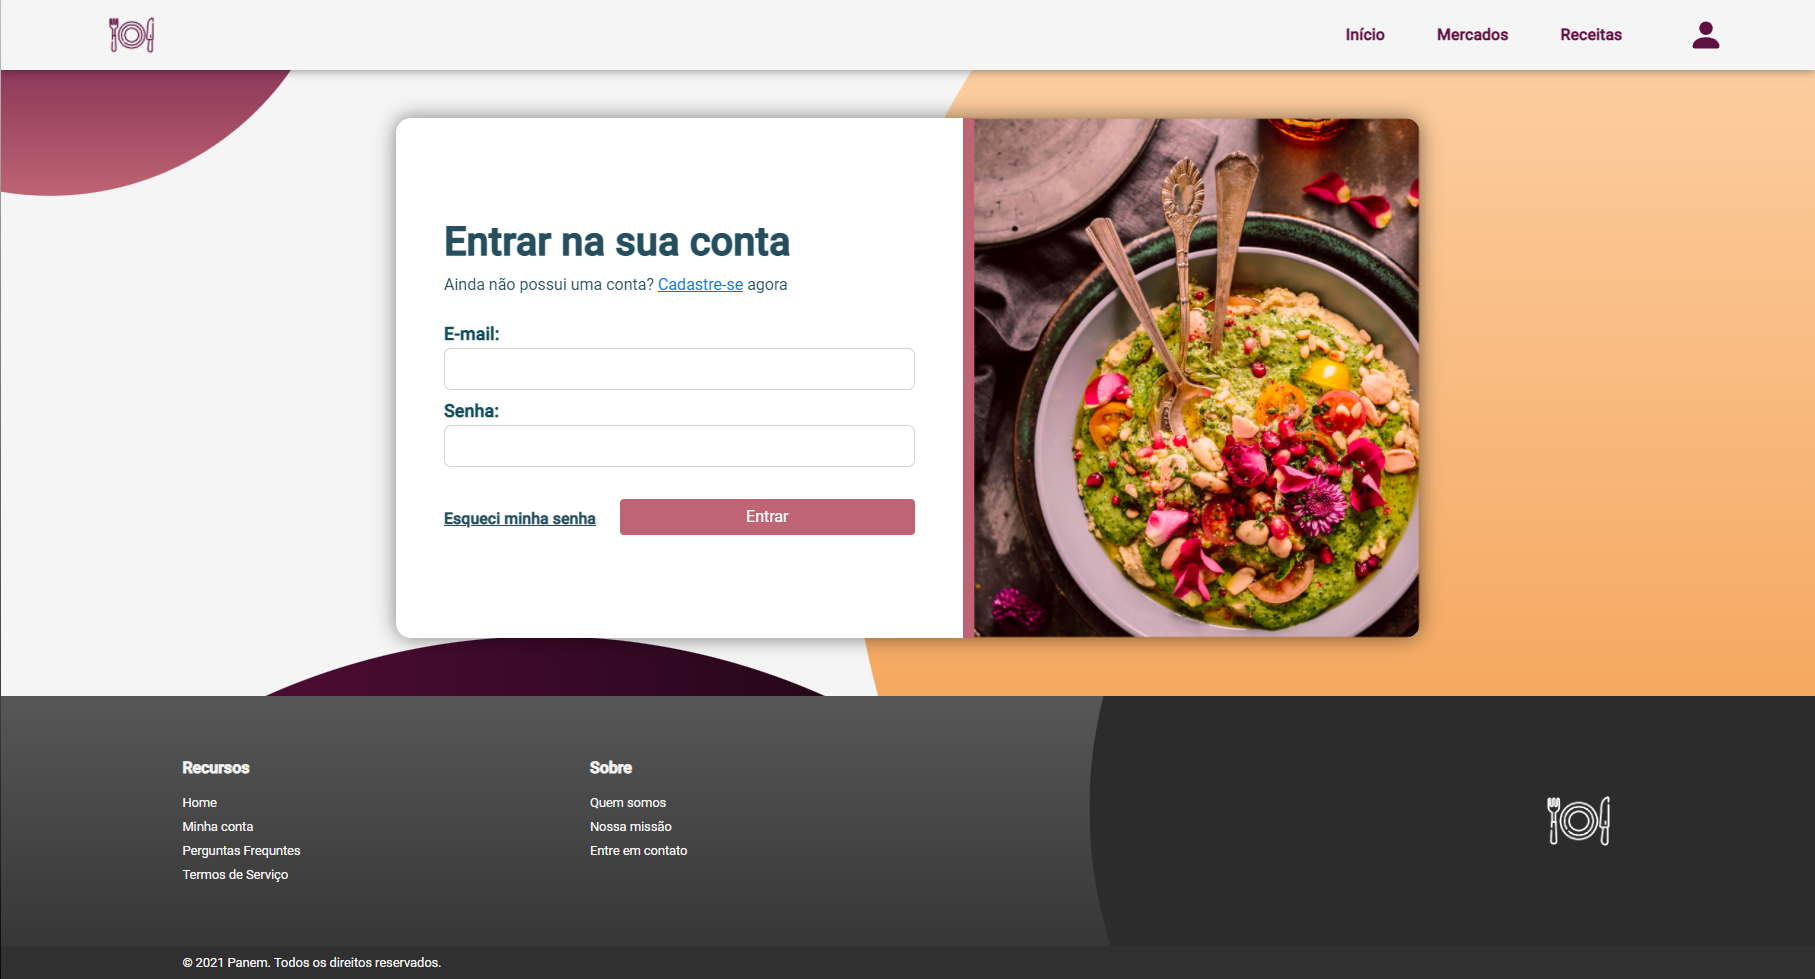 Início
Mercados
Receitas
Entrar na sua conta
Ainda não possui uma conta? Cadastre-se agora
E-mail:
Senha:
Esqueci minha senha
Entrar
Recursos
Home
Minha conta
Perguntas Frequntes
Termos de Serviço
Sobre
Quem somos
Nossa missão
Entre em contato
© 2021 Panem. Todos os direitos reservados.